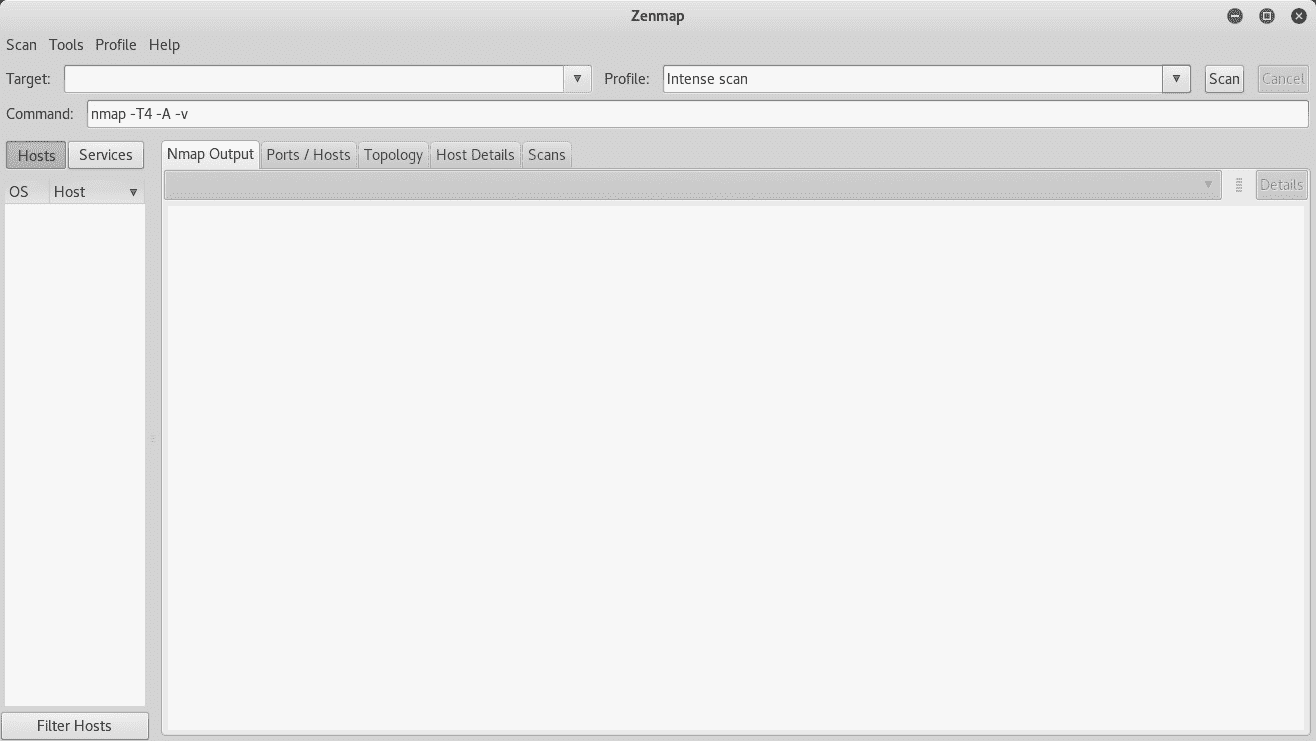 Zenmap
Scan Tools Profile Help
Target: Profile: Intense scan Scan Cancel
Command: nmap -T4 -A -v
Hosts Services Nmap Output Ports / Hosts Topology Host Details Scans
OS Host Details
Filter Hosts